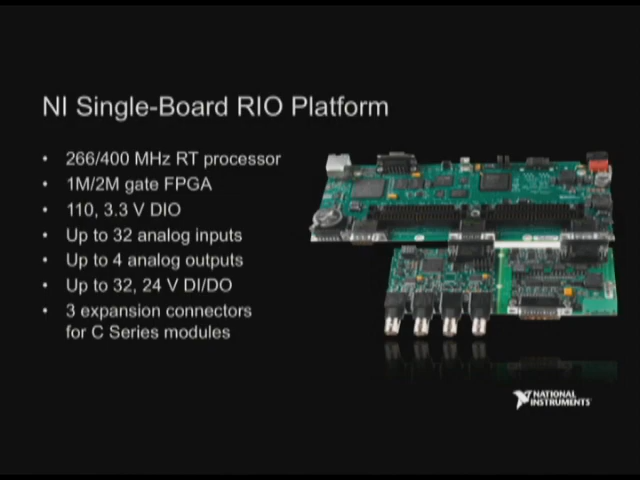 NI Single-Board RIO Platform
• 266/400 MHz RT processor
• 1M/2M gate FPGA
• 110, 3.3 V DIO
• Up to 32 analog inputs
• Up to 4 analog outputs
• Up to 32, 24 V DI/DO
• 3 expansion connectors
for C Series modules
NATIONAL
INSTRUMENTS